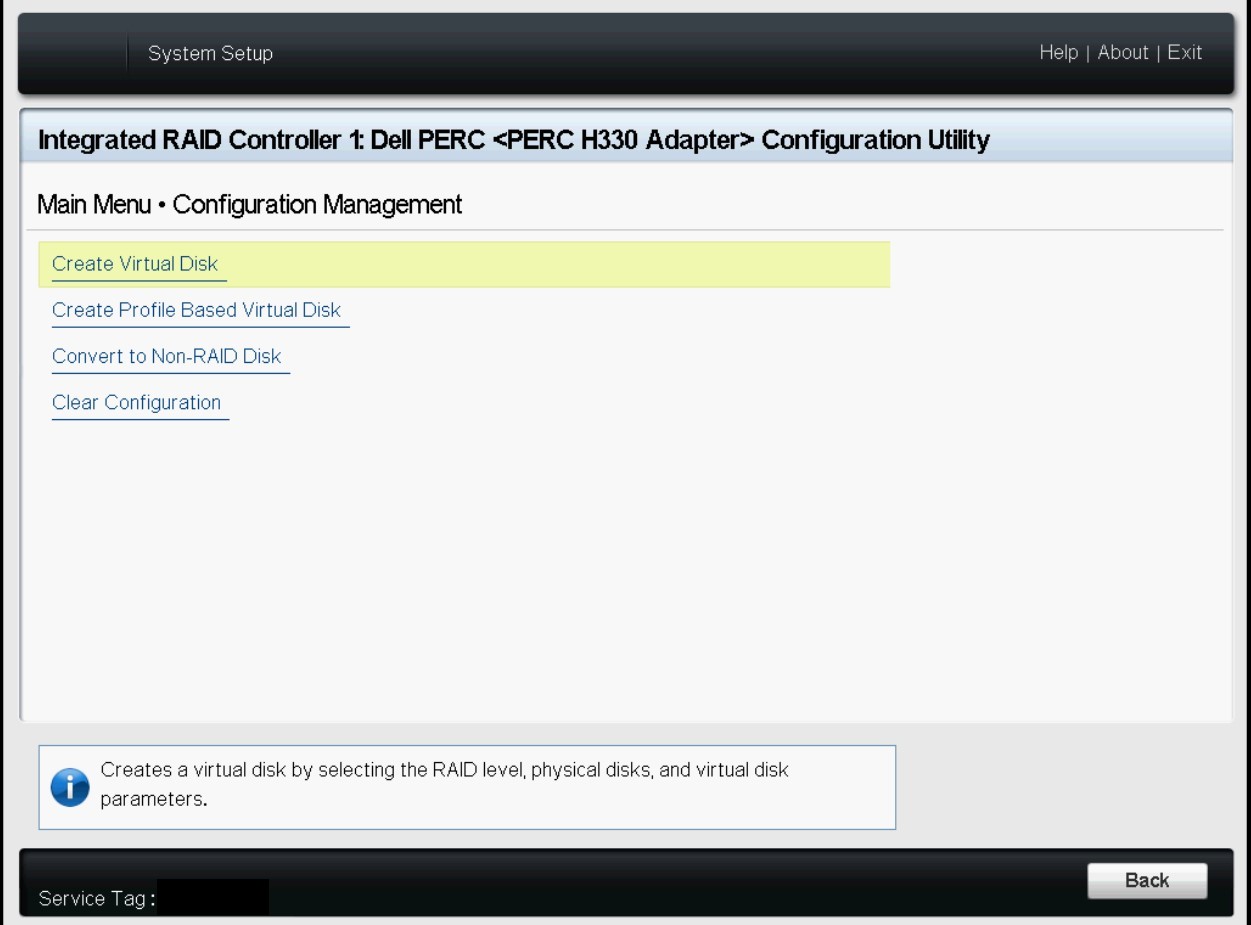 System Setup
Help | About | Exit
Integrated RAID Controller 1: Dell PERC <PERC H330 Adapter> Configuration Utility
Main Menu • Configuration Management
Create Virtual Disk
Create Profile Based Virtual Disk
Convert to Non-RAID Disk
Clear Configuration
Creates a virtual disk by selecting the RAID level, physical disks, and virtual disk
parameters.
Service Tag :
Back